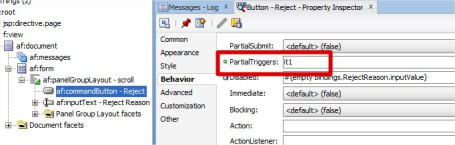 :root
jsp:directive.page
f:view
af:document
af:messages
af:form
af:panelGroupLayout - scroll
af:commandButton - Reject
af:inputText - Reject Reason
Panel Group Layout facets
Document facets
Messages - Log
Button - Reject - Property Inspector
Common
Appearance
Style
Behavior
Advanced
Customization
Other
PartialSubmit: <default> (false)
PartialTriggers: it1
Disabled: #{empty bindings.RejectReason.inputValue}
Immediate: <default> (false)
Blocking: <default> (false)
Action:
ActionListener: